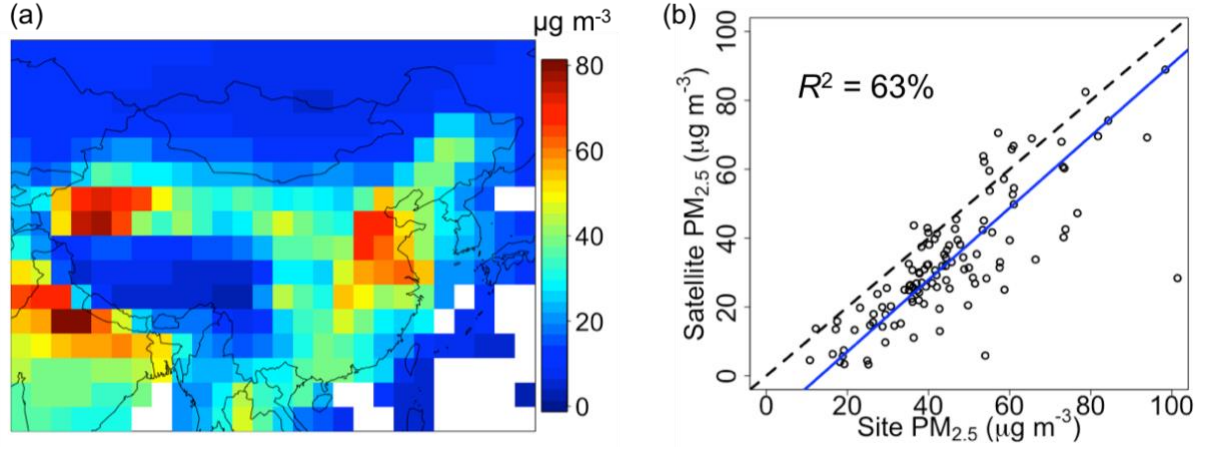 (a)
µg m⁻³
80
60
40
20
0
(b)
100
80
60
40
20
0
Satellite PM₂.₅ (µg m⁻³)
R² = 63%
0 20 40 60 80 100
Site PM₂.₅ (µg m⁻³)